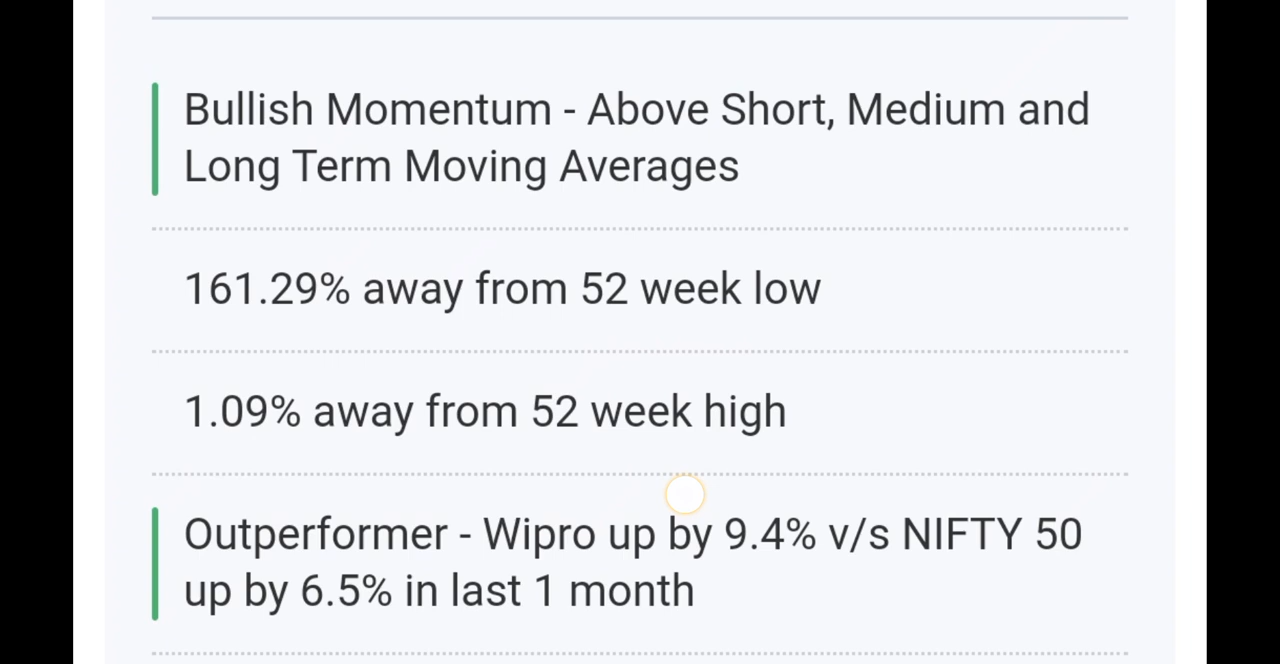 Bullish Momentum - Above Short, Medium and
Long Term Moving Averages
161.29% away from 52 week low
1.09% away from 52 week high
Outperformer - Wipro up by 9.4% v/s NIFTY 50
up by 6.5% in last 1 month